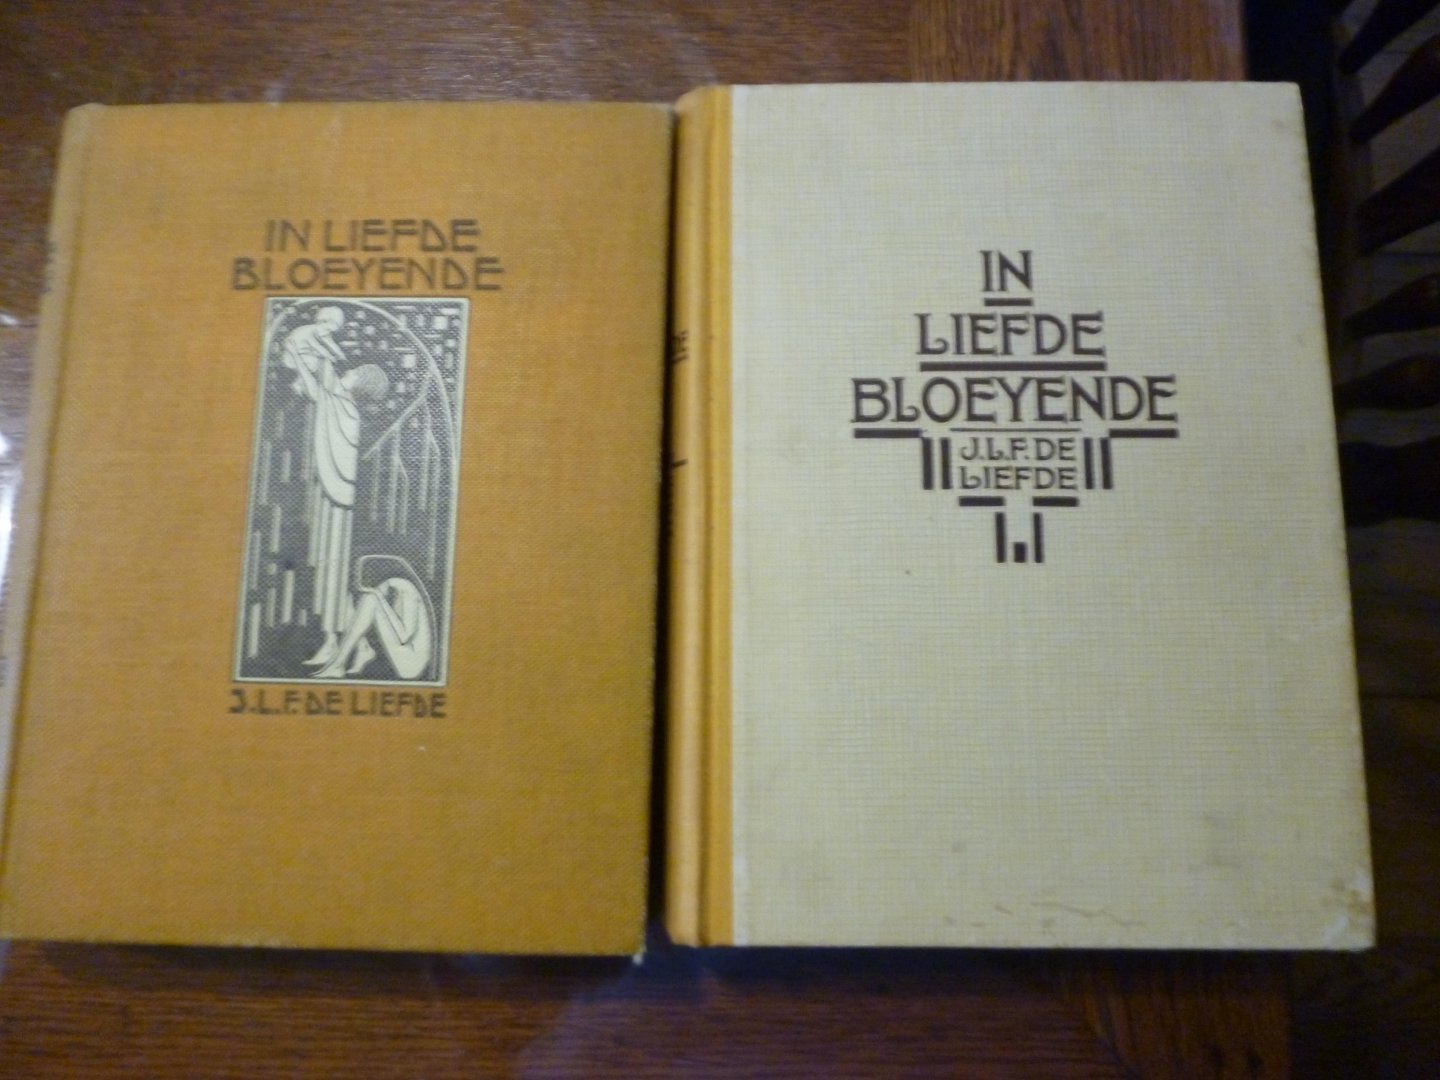 IN LIEFDE
BLOEYENDE
J.L.F. DE LIEFDE
IN
LIEFDE
BLOEYENDE
J.L.F. DE
LIEFDE